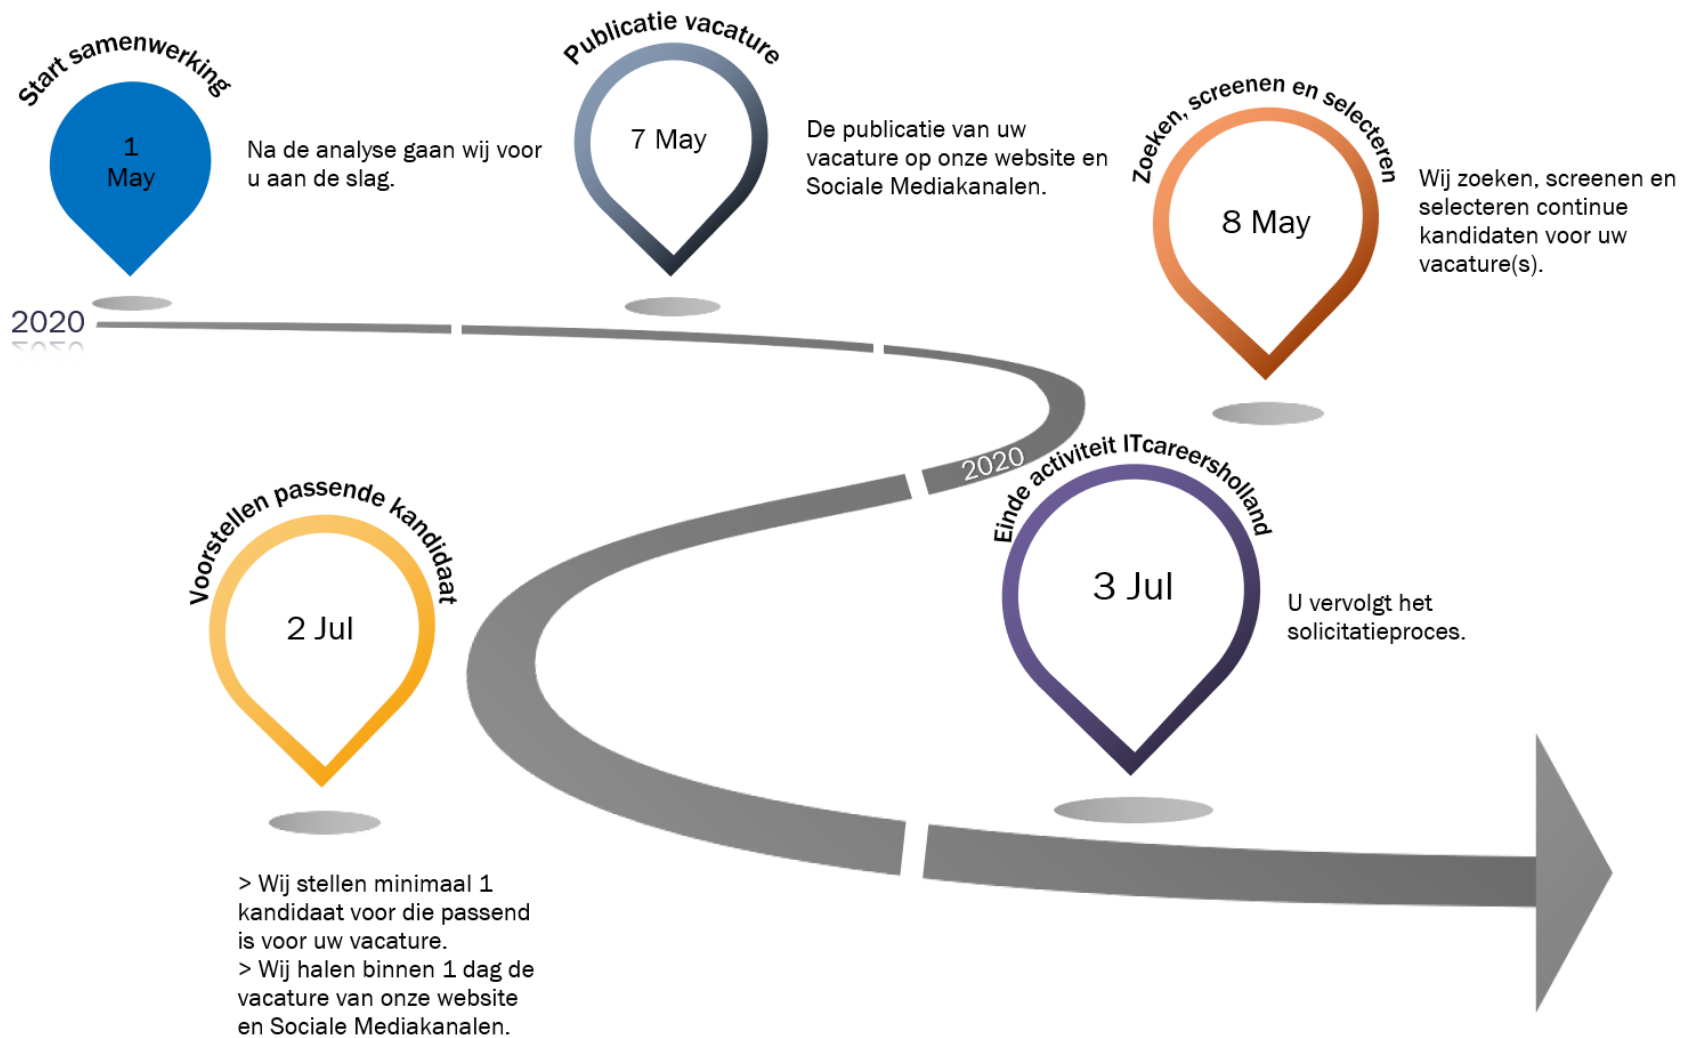 Start samenwerking
1
May
Na de analyse gaan wij voor
u aan de slag.
Publicatie vacature
7 May
De publicatie van uw
vacature op onze website en
Sociale Mediakanalen.
Zoeken, screenen en selecteren
8 May
Wij zoeken, screenen en
selecteren continue
kandidaten voor uw
vacature(s).
2020
2020
Einde activiteit ITcareersholland
3 Jul
U vervolgt het
solicitatieproces.
Voorstellen passende kandidaat
2 Jul
> Wij stellen minimaal 1
kandidaat voor die passend
is voor uw vacature.
> Wij halen binnen 1 dag de
vacature van onze website
en Sociale Mediakanalen.